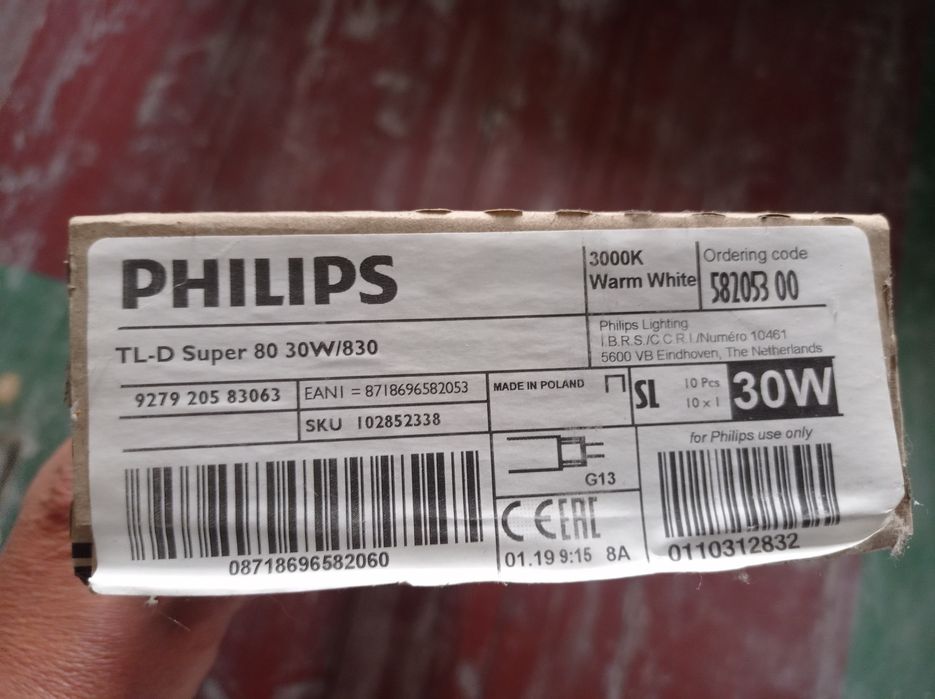 PHILIPS
3000K
Warm White
Ordering code
582053 00
TL-D Super 80 30W/830
Philips Lighting
I.B.R.S./C.C.R.I./Numéro 10461
5600 VB Eindhoven, The Netherlands
9279 205 83063
EAN1 = 8718696582053
SKU 102852338
MADE IN POLAND
SL
10 Pcs
10 x 1
30W
G13
for Philips use only
CE EAC
01.19 9:15 8A
08718696582060
0110312832